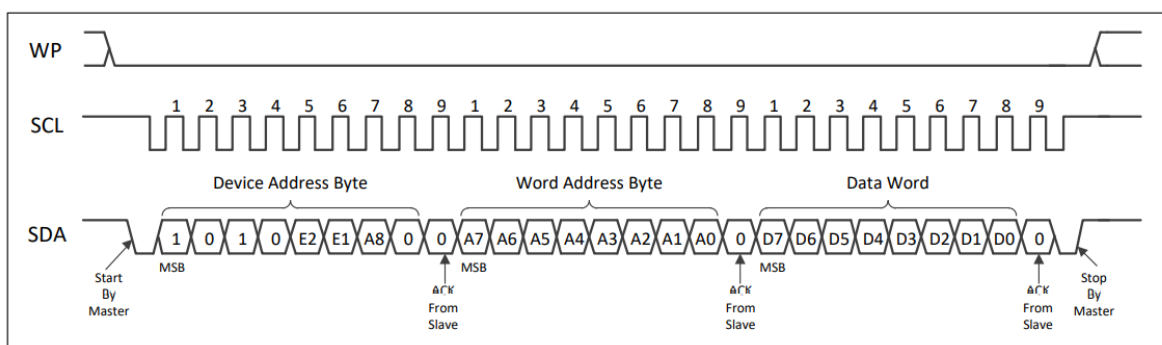 WP
1 2 3 4 5 6 7 8 9 1 2 3 4 5 6 7 8 9 1 2 3 4 5 6 7 8 9
SCL
Device Address Byte Word Address Byte Data Word
SDA 1 0 1 0 E2 E1 A8 0 0 A7 A6 A5 A4 A3 A2 A1 A0 0 D7 D6 D5 D4 D3 D2 D1 D0 0
MSB MSB MSB
Start By Master
ACK From Slave
ACK From Slave
ACK From Slave
Stop By Master